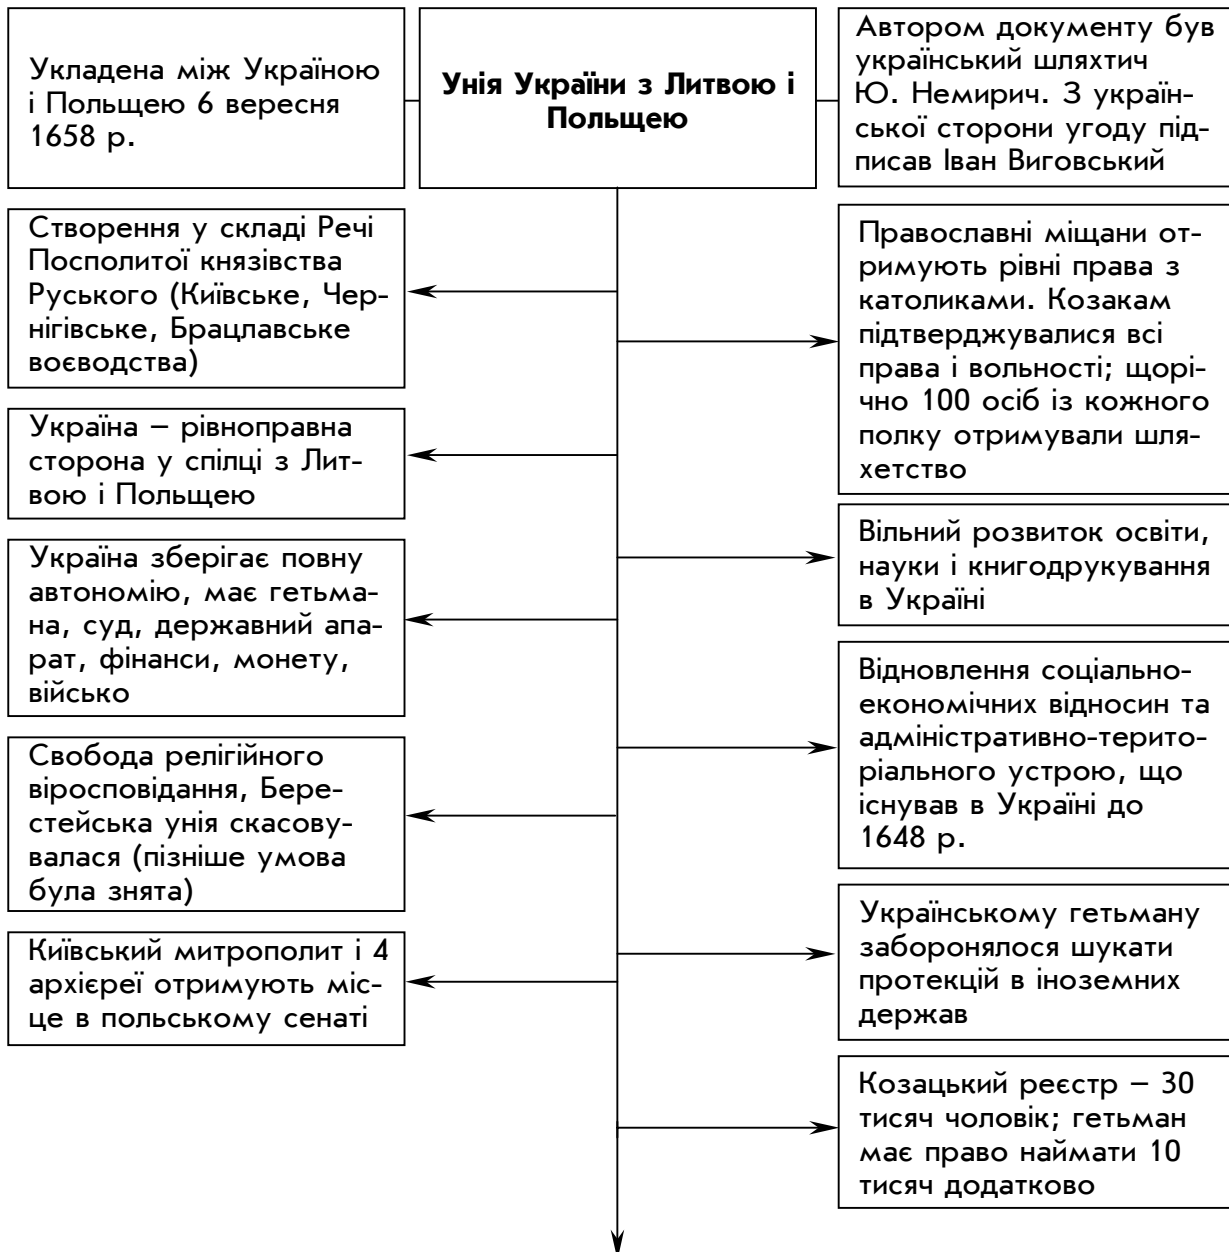 Укладена між Україною
і Польщею 6 вересня
1658 р.
Унія України з Литвою і
Польщею
Автором документу був
український шляхтич
Ю. Немирич. З україн-
ської сторони угоду під-
писав Іван Виговський
Створення у складі Речі
Посполитої князівства
Руського (Київське, Чер-
нігівське, Брацлавське
воєводства)
Україна – рівноправна
сторона у спілці з Лит-
вою і Польщею
Україна зберігає повну
автономію, має гетьма-
на, суд, державний апа-
рат, фінанси, монету,
військо
Свобода релігійного
віросповідання, Бере-
стейська унія скасову-
валася (пізніше умова
була знята)
Київський митрополит і 4
архієреї отримують міс-
це в польському сенаті
Православні міщани от-
римують рівні права з
католиками. Козакам
підтверджувалися всі
права і вольності; щорі-
чно 100 осіб із кожного
полку отримували шля-
хетство
Вільний розвиток освіти,
науки і книгодрукування
в Україні
Відновлення соціально-
економічних відносин та
адміністративно-терито-
ріального устрою, що
існував в Україні до
1648 р.
Українському гетьману
заборонялось шукати
протекцій в іноземних
держав
Козацький реєстр – 30
тисяч чоловік; гетьман
має право наймати 10
тисяч додатково